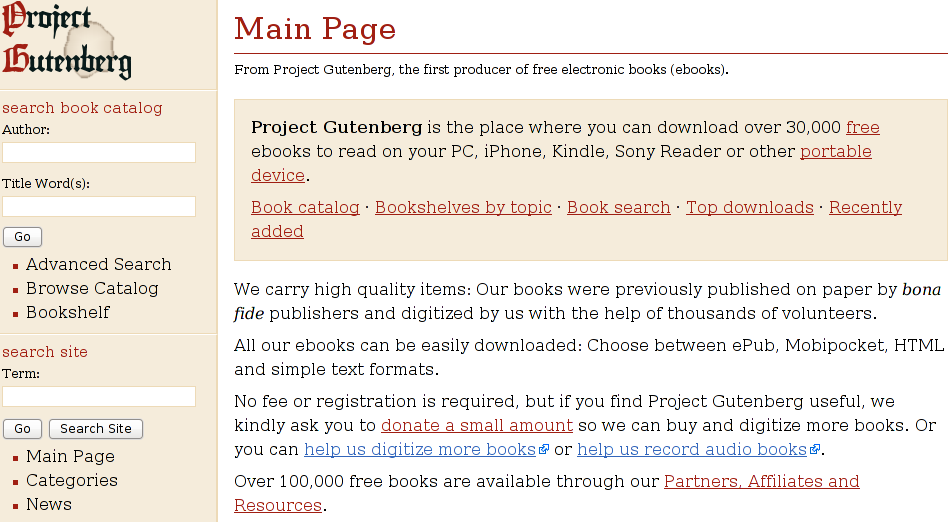 Project
Gutenberg
search book catalog
Author:
Title Word(s):
Go
Advanced Search
Browse Catalog
Bookshelf
search site
Term:
Go Search Site
Main Page
Categories
News
Main Page
From Project Gutenberg, the first producer of free electronic books (ebooks).
Project Gutenberg is the place where you can download over 30,000 free
ebooks to read on your PC, iPhone, Kindle, Sony Reader or other portable
device.
Book catalog · Bookshelves by topic · Book search · Top downloads · Recently
added
We carry high quality items: Our books were previously published on paper by bona
fide publishers and digitized by us with the help of thousands of volunteers.
All our ebooks can be easily downloaded: Choose between ePub, Mobipocket, HTML
and simple text formats.
No fee or registration is required, but if you find Project Gutenberg useful, we
kindly ask you to donate a small amount so we can buy and digitize more books. Or
you can help us digitize more books or help us record audio books.
Over 100,000 free books are available through our Partners, Affiliates and
Resources.